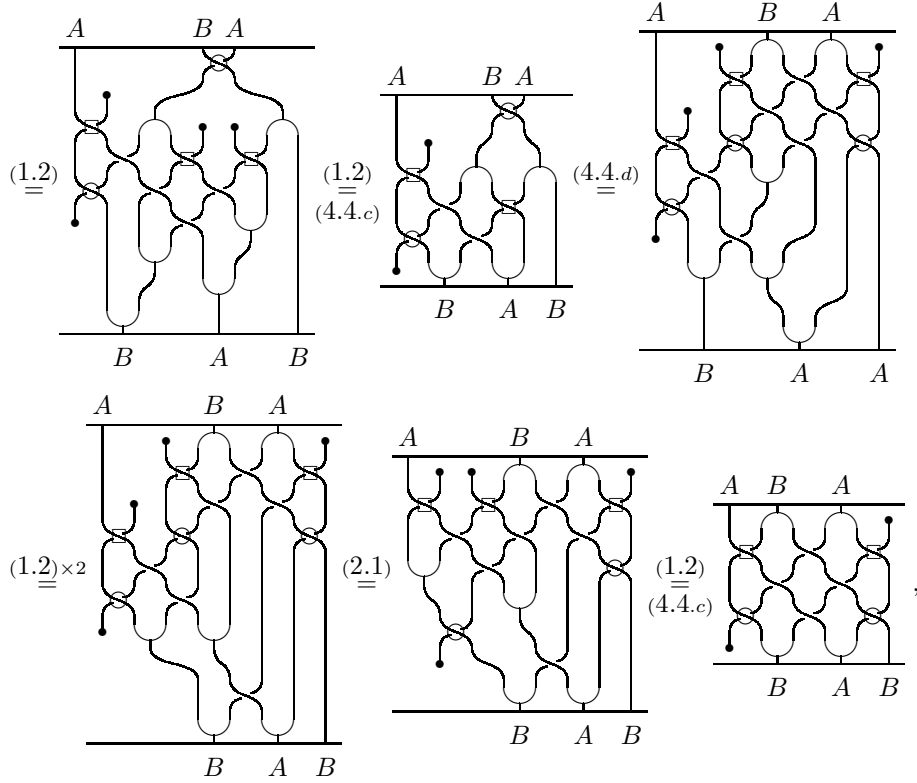 A B A
A B A
A B A
(1.2)
=
(1.2)
=
(4.4.c)
(4.4.d)
=
B A B
B A B
B A A
A B A
A B A
A B A
(1.2)×2
=
(2.1)
=
(1.2)
=
(4.4.c)
,
B A B
B A B
B A B